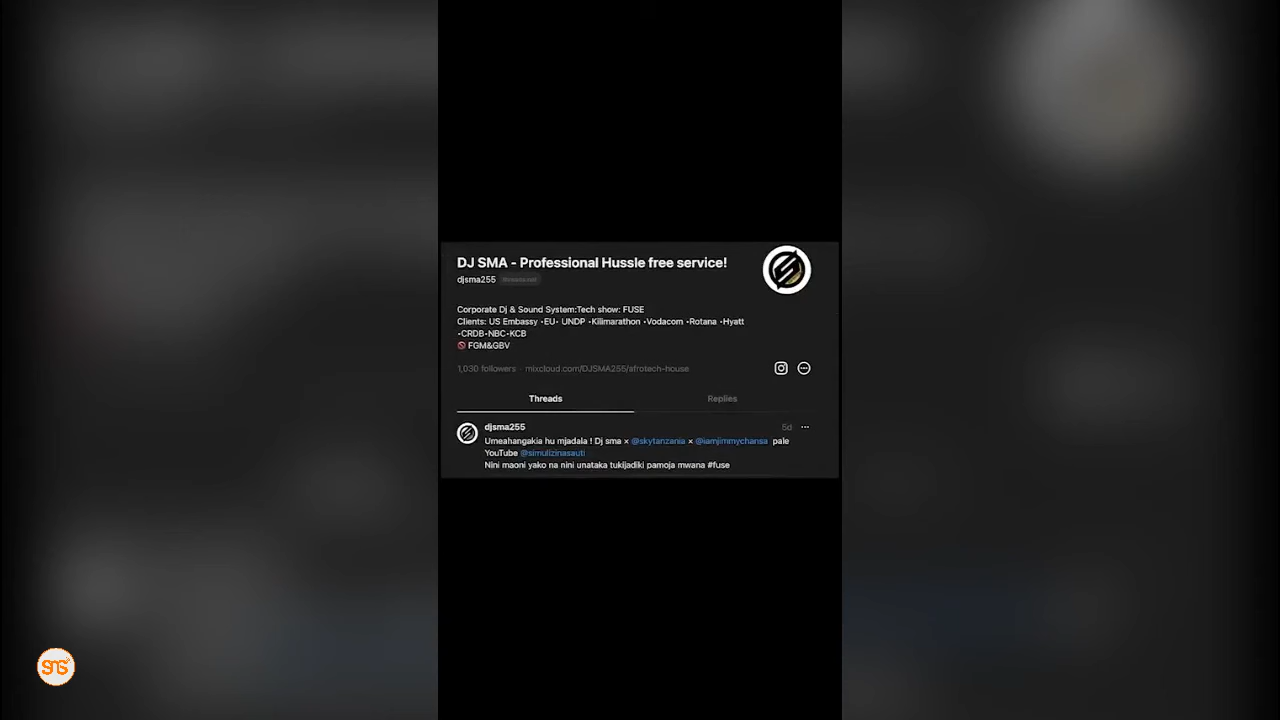 DJ SMA - Professional Hussle free service!
djsma255 threads.net
Corporate Dj & Sound System:Tech show: FUSE
Clients: US Embassy •EU• UNDP •Kilimarathon •Vodacom •Rotana •Hyatt
•CRDB•NBC•KCB
🚫 FGM&GBV
1,030 followers · mixcloud.com/DJSMA255/afrotech-house
Threads
Replies
djsma255
5d
Umeahangakia hu mjadala ! Dj sma × @skytanzania × @iamjimmychansa pale
YouTube @simulizinasauti
Nini maoni yako na nini unataka tukijadiki pamoja mwana #fuse
SnS